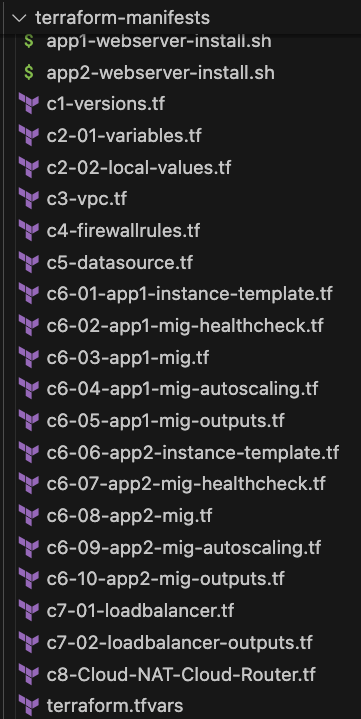 terraform-manifests
$ app1-webserver-install.sh
$ app2-webserver-install.sh
c1-versions.tf
c2-01-variables.tf
c2-02-local-values.tf
c3-vpc.tf
c4-firewallrules.tf
c5-datasource.tf
c6-01-app1-instance-template.tf
c6-02-app1-mig-healthcheck.tf
c6-03-app1-mig.tf
c6-04-app1-mig-autoscaling.tf
c6-05-app1-mig-outputs.tf
c6-06-app2-instance-template.tf
c6-07-app2-mig-healthcheck.tf
c6-08-app2-mig.tf
c6-09-app2-mig-autoscaling.tf
c6-10-app2-mig-outputs.tf
c7-01-loadbalancer.tf
c7-02-loadbalancer-outputs.tf
c8-Cloud-NAT-Cloud-Router.tf
terraform.tfvars